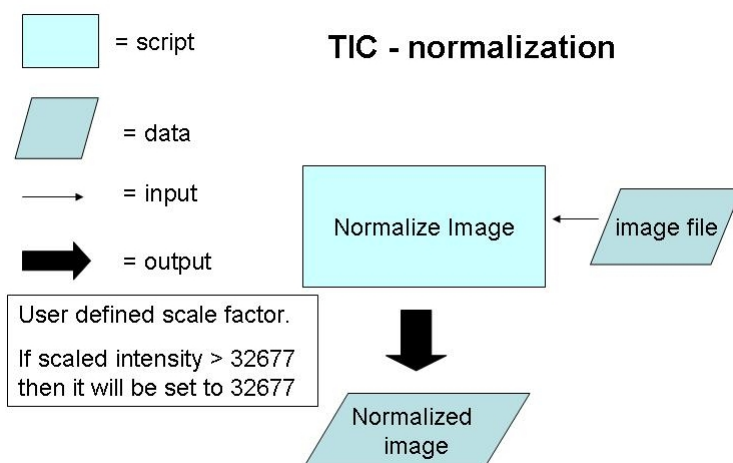 = script
TIC - normalization
= data
= input
= output
Normalize Image
image file
User defined scale factor.
If scaled intensity > 32677
then it will be set to 32677
Normalized
image